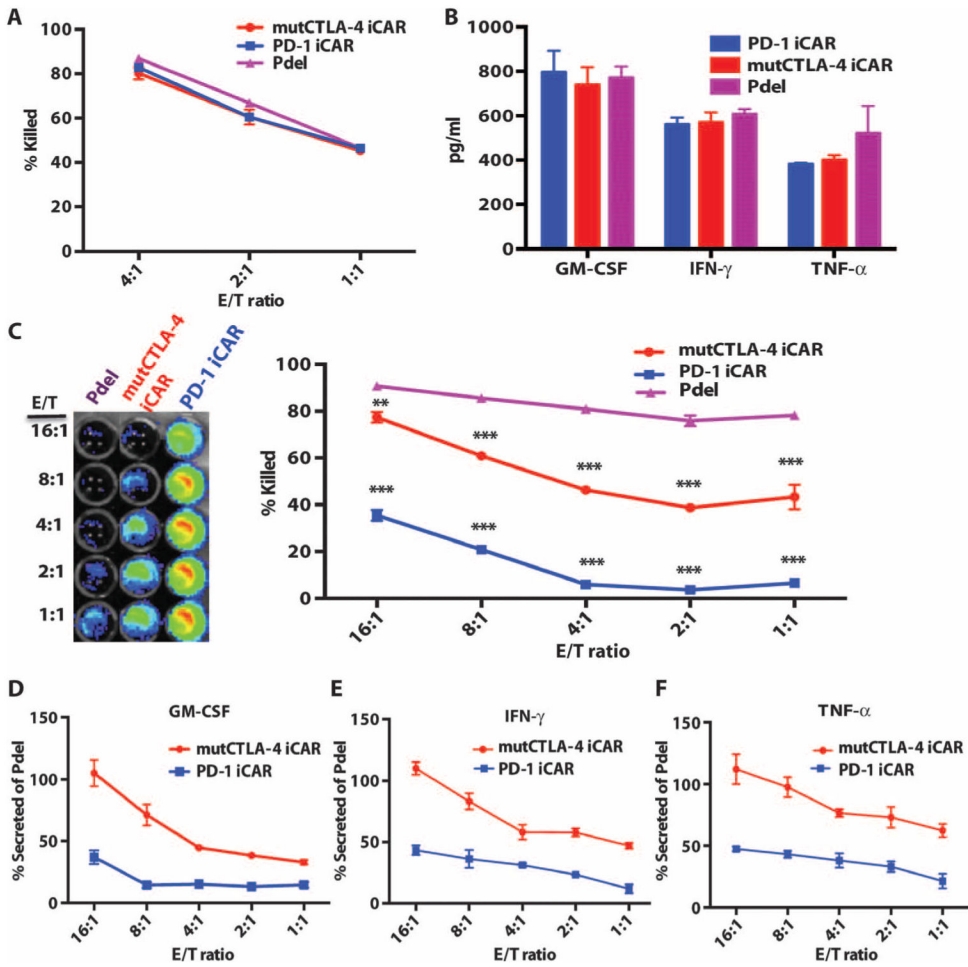 A
100
80
60
40
20
0
% Killed
mutCTLA-4 iCAR
PD-1 iCAR
Pdel
4:1
2:1
1:1
E/T ratio
B
1000
800
600
400
200
0
pg/ml
PD-1 iCAR
mutCTLA-4 iCAR
Pdel
GM-CSF
IFN-γ
TNF-α
C
Pdel
mutCTLA-4
iCAR
PD-1 iCAR
E/T
16:1
8:1
4:1
2:1
1:1
100
80
60
40
20
0
% Killed
mutCTLA-4 iCAR
PD-1 iCAR
Pdel
**
***
***
***
***
***
***
***
***
***
16:1
8:1
4:1
2:1
1:1
E/T ratio
D
GM-CSF
150
100
50
0
% Secreted of Pdel
mutCTLA-4 iCAR
PD-1 iCAR
16:1
8:1
4:1
2:1
1:1
E/T ratio
E
IFN-γ
150
100
50
0
% Secreted of Pdel
mutCTLA-4 iCAR
PD-1 iCAR
16:1
8:1
4:1
2:1
1:1
E/T ratio
F
TNF-α
150
100
50
0
% Secreted of Pdel
mutCTLA-4 iCAR
PD-1 iCAR
16:1
8:1
4:1
2:1
1:1
E/T ratio